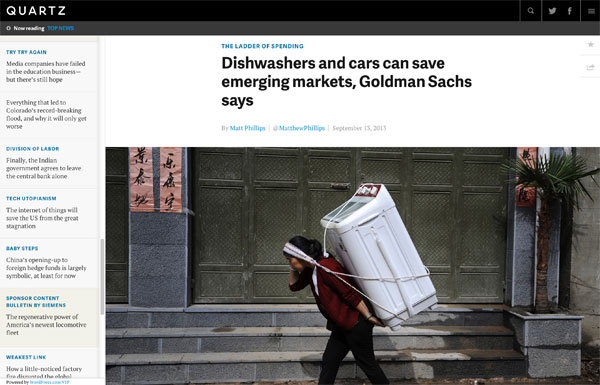 QUARTZ
Now reading TOP NEWS
TRY TRY AGAIN
Media companies have failed
in the education business—
but there's still hope
Everything that led to
Colorado's record-breaking
flood, and why it will only get
worse
DIVISION OF LABOR
Finally, the Indian
government agrees to leave
the central bank alone
TECH UTOPIANISM
The internet of things will
save the US from the great
stagnation
BABY STEPS
China's opening-up to
foreign hedge funds is largely
symbolic, at least for now
SPONSOR CONTENT
BULLETIN BY SIEMENS
The regenerative power of
America's newest locomotive
fleet
WEAKEST LINK
How a little-noticed factory
fire disrupted the global
Powered by WordPress.com VIP
THE LADDER OF SPENDING
Dishwashers and cars can save
emerging markets, Goldman Sachs
says
By Matt Phillips | @MatthewPhillips | September 13, 2013